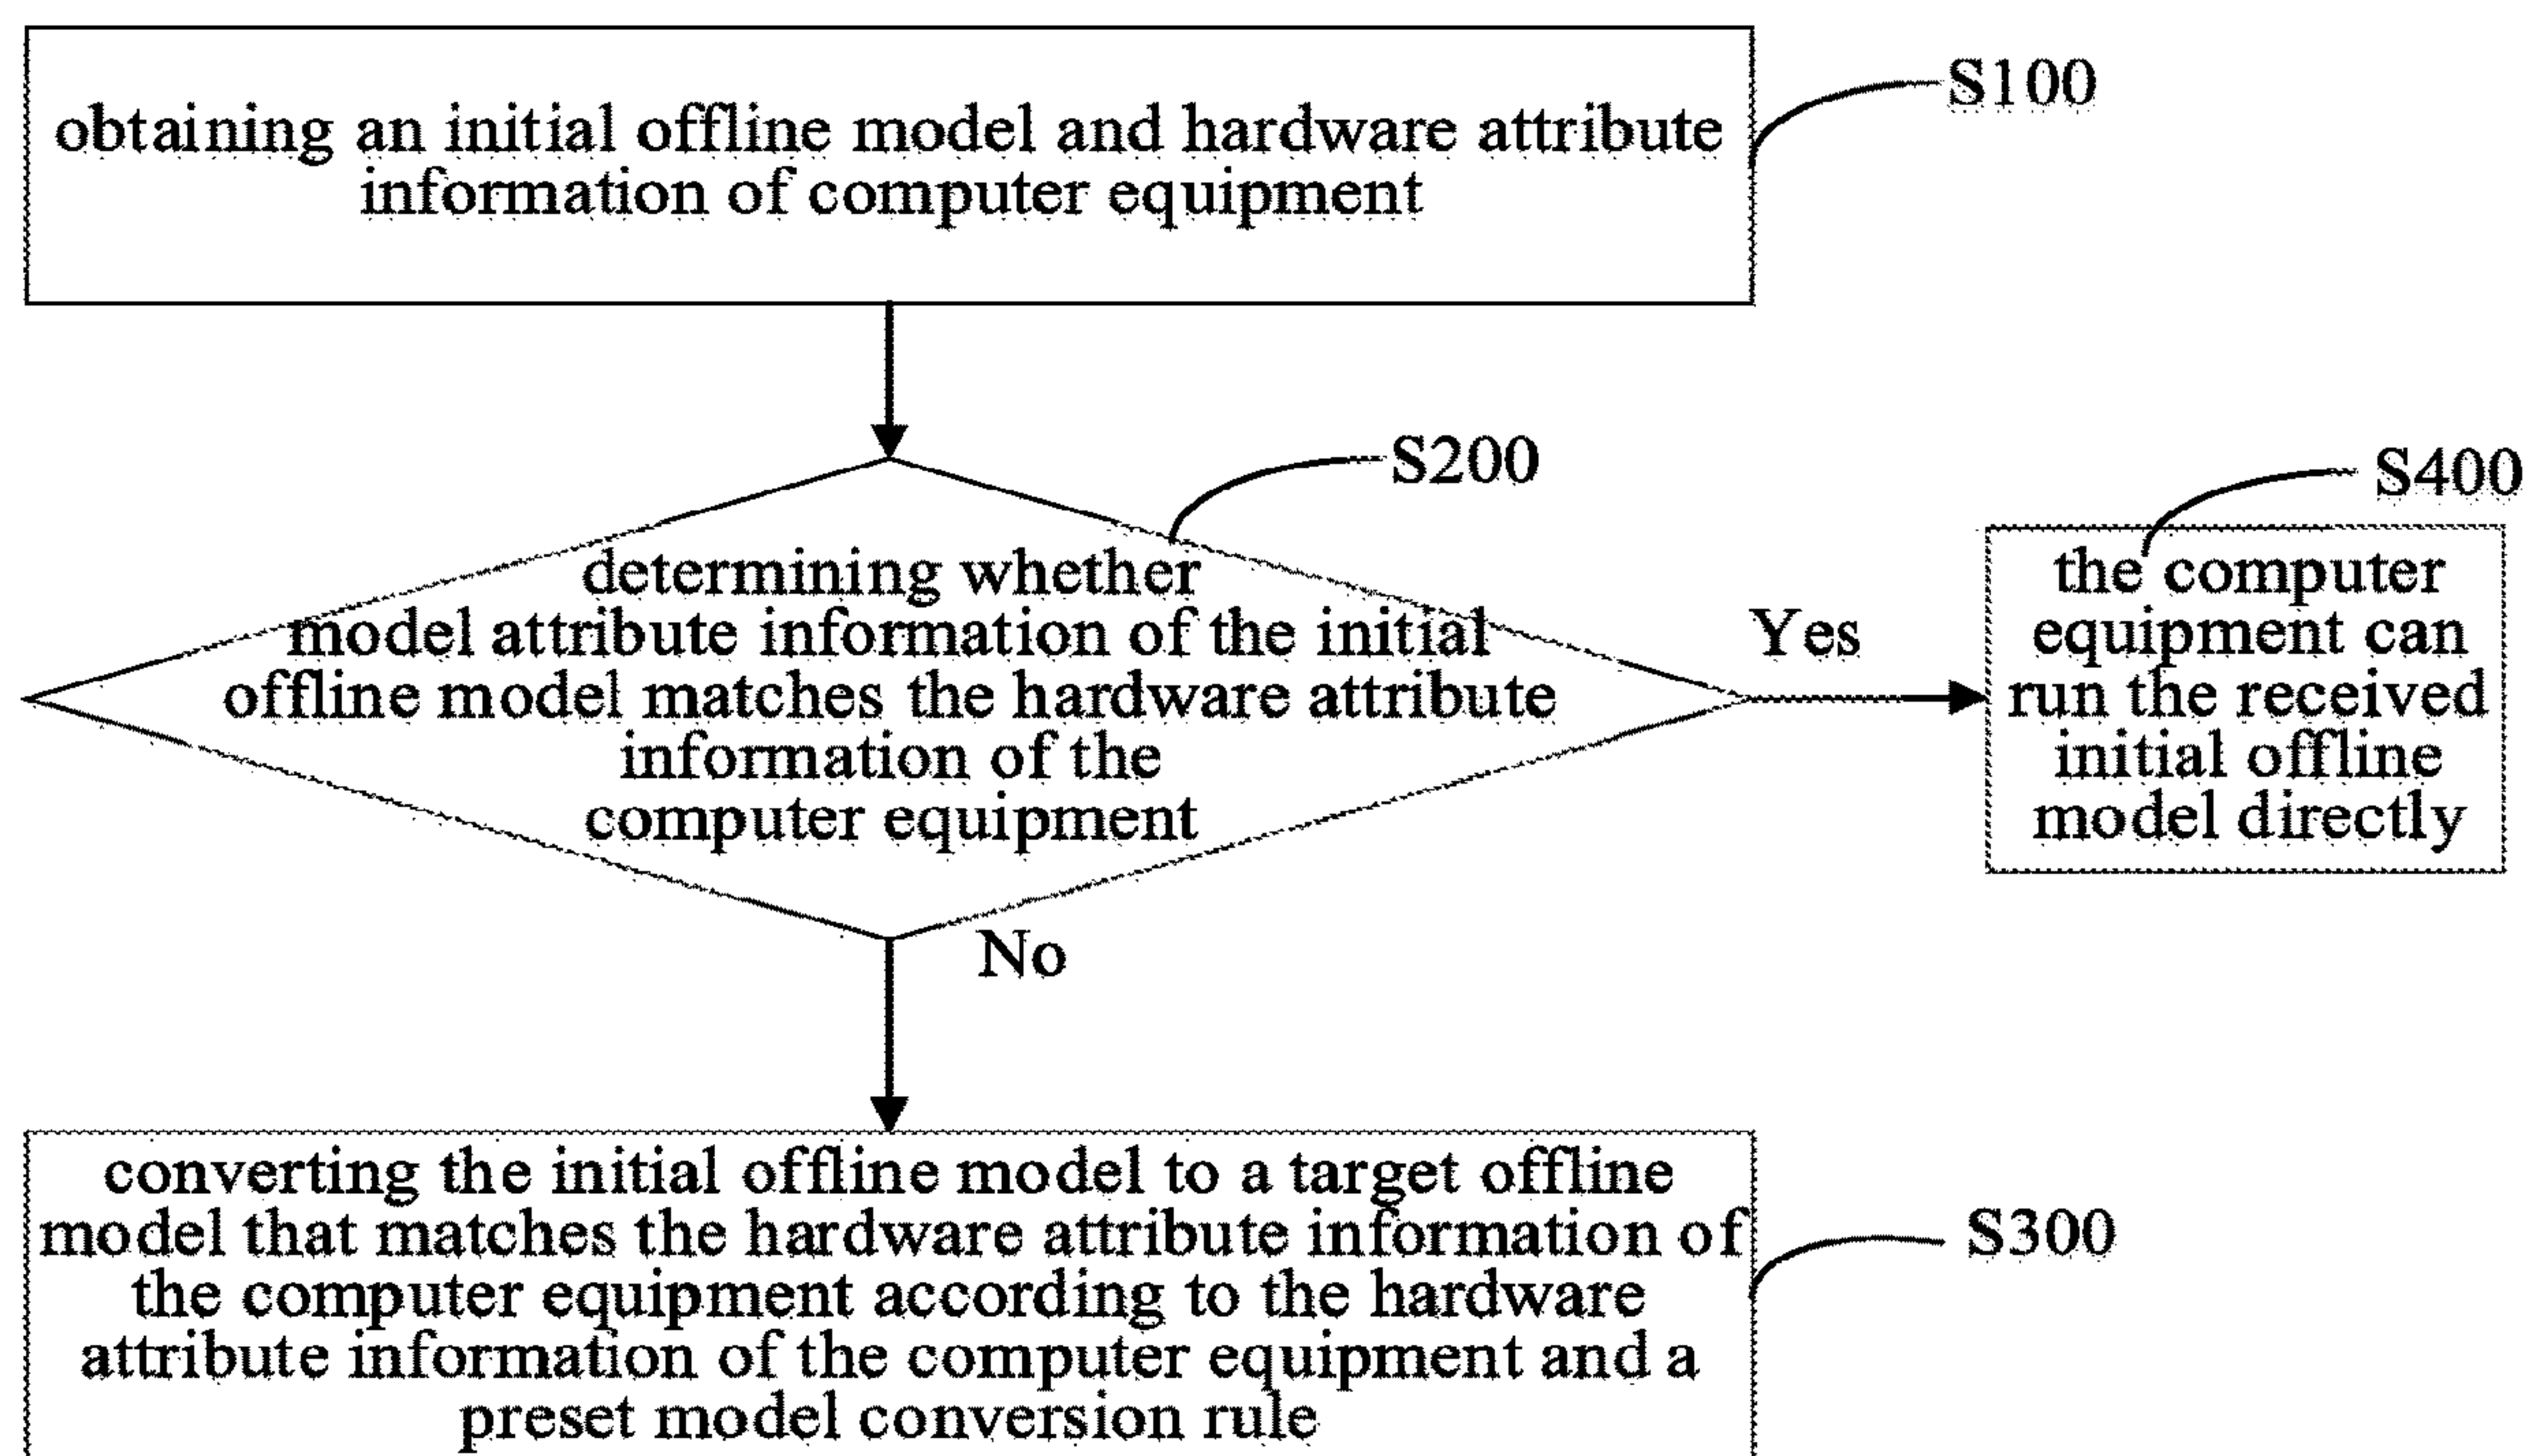 obtaining an initial offline model and hardware attribute
information of computer equipment
S100
S200
determining whether
model attribute information of the initial
offline model matches the hardware attribute
information of the
computer equipment
Yes
S400
the computer
equipment can
run the received
initial offline
model directly
No
converting the initial offline model to a target offline
model that matches the hardware attribute information of
the computer equipment according to the hardware
attribute information of the computer equipment and a
preset model conversion rule
S300